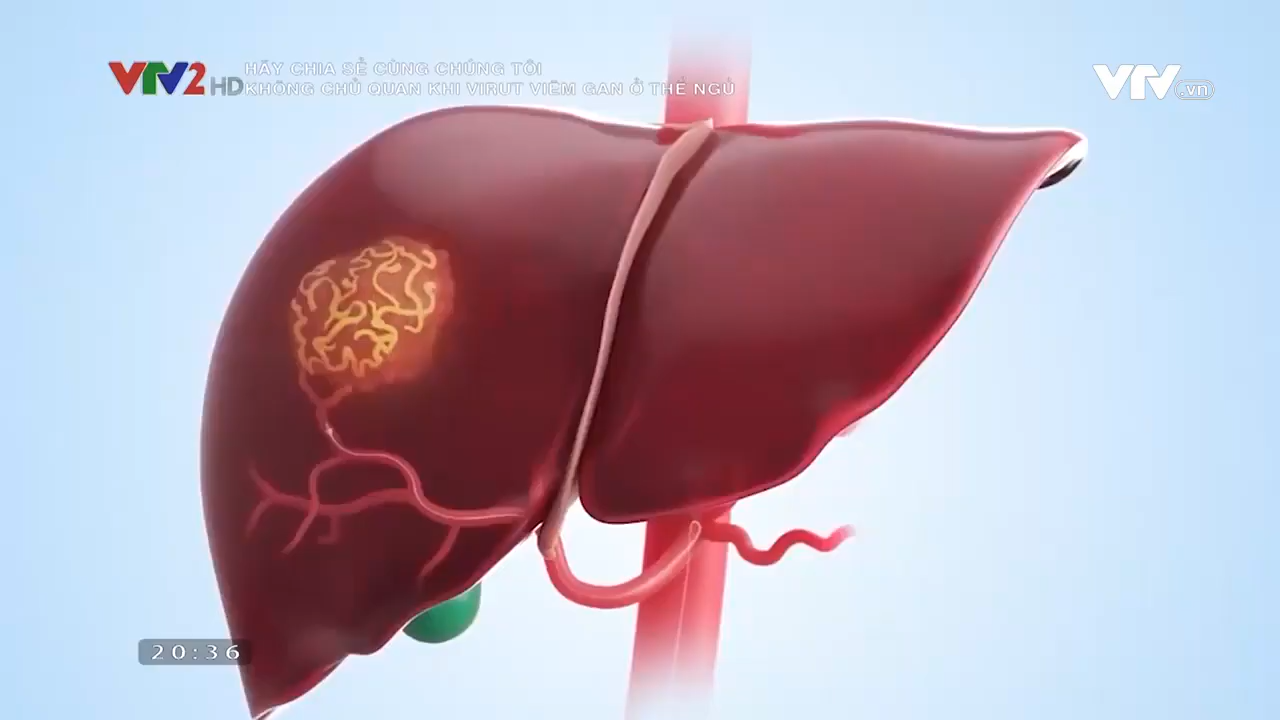 VTV2 HD
HÃY CHIA SẺ CÙNG CHÚNG TÔI
KHÔNG CHỦ QUAN KHI VIRUT VIÊM GAN Ở THỂ NGỦ
VTV.vn
20:36